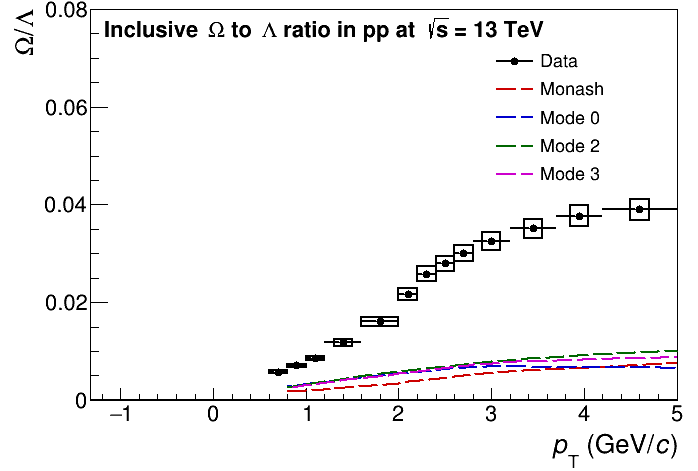 Inclusive Ω to Λ ratio in pp at √s = 13 TeV
Ω/Λ
Data
Monash
Mode 0
Mode 2
Mode 3
0.08
0.06
0.04
0.02
0
−1 0 1 2 3 4 5
p_T (GeV/c)